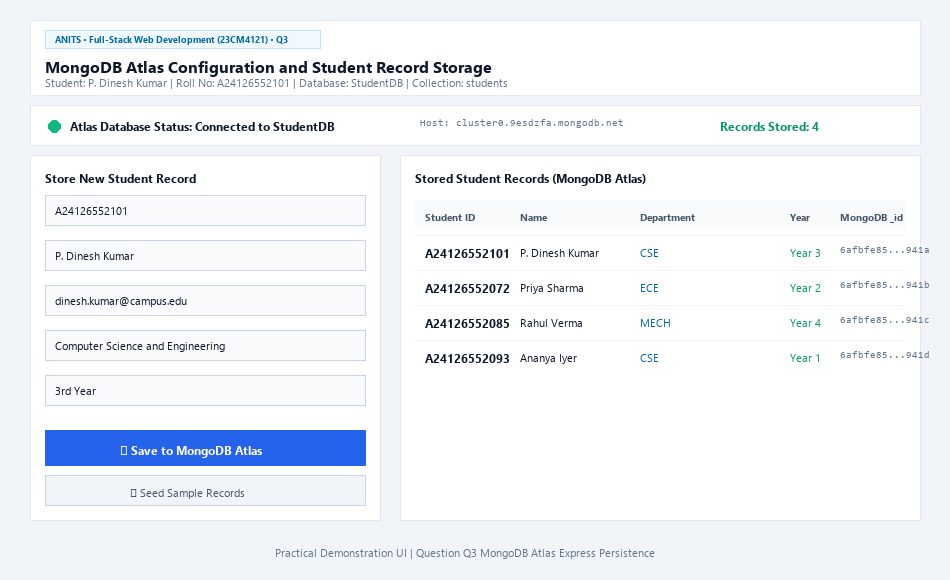 ANITS • Full-Stack Web Development (23CM4121) • Q3
MongoDB Atlas Configuration and Student Record Storage
Student: P. Dinesh Kumar | Roll No: A24126552101 | Database: StudentDB | Collection: students
Atlas Database Status: Connected to StudentDB
Host: cluster0.9esdzfa.mongodb.net
Records Stored: 4
Store New Student Record
A24126552101
P. Dinesh Kumar
dinesh.kumar@campus.edu
Computer Science and Engineering
3rd Year
Save to MongoDB Atlas
Seed Sample Records
Stored Student Records (MongoDB Atlas)
Student ID Name Department Year MongoDB _id
A24126552101 P. Dinesh Kumar CSE Year 3 6afbfe85...941a
A24126552072 Priya Sharma ECE Year 2 6afbfe85...941b
A24126552085 Rahul Verma MECH Year 4 6afbfe85...941c
A24126552093 Ananya Iyer CSE Year 1 6afbfe85...941d
Practical Demonstration UI | Question Q3 MongoDB Atlas Express Persistence